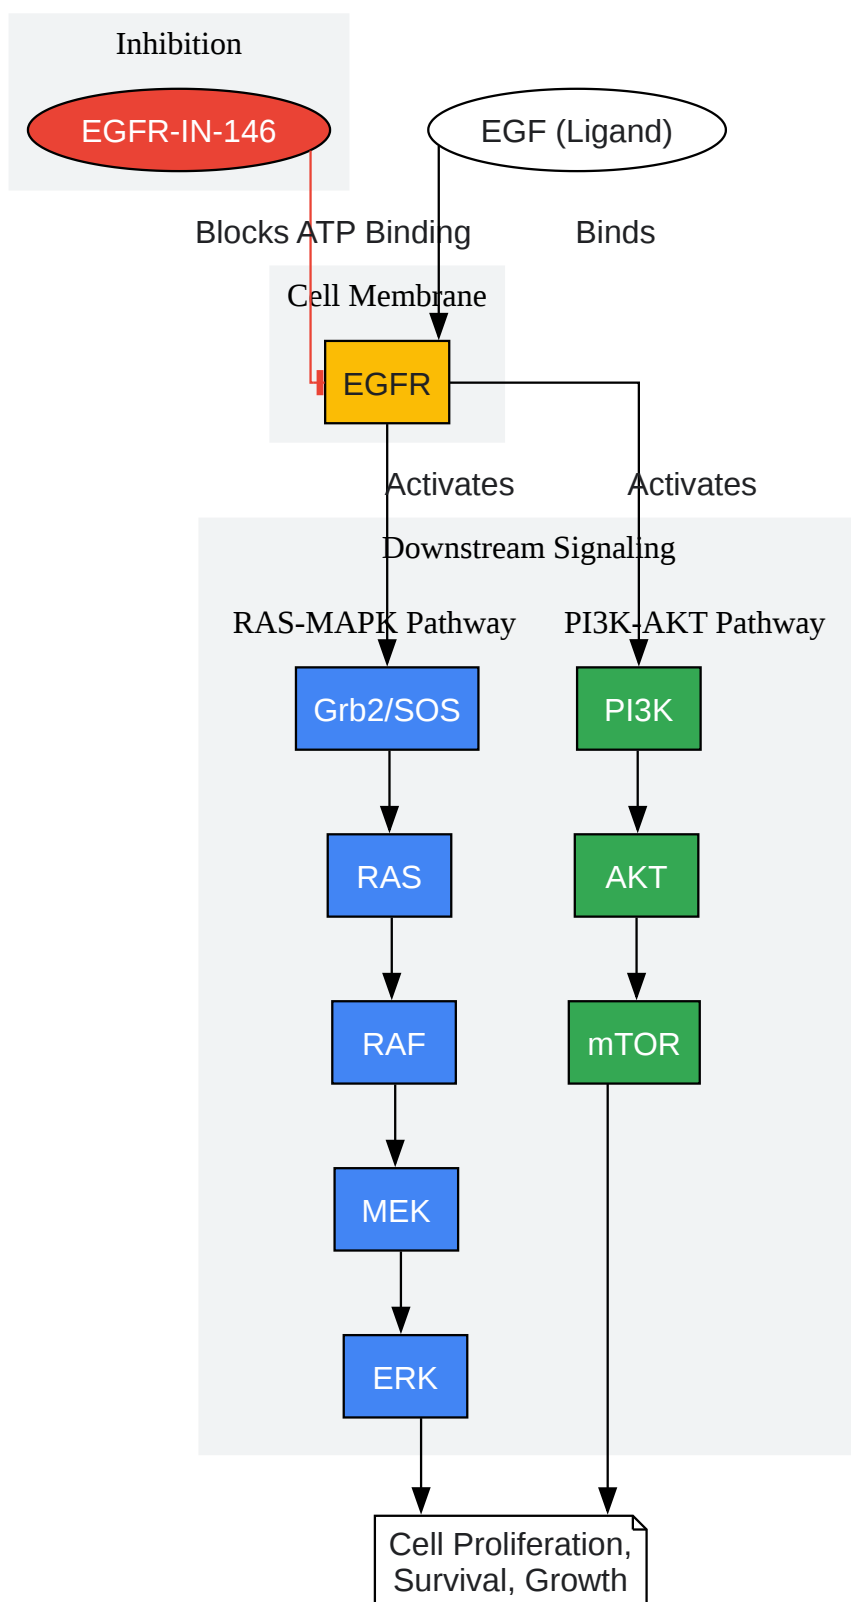 Inhibition
EGFR-IN-146
EGF (Ligand)
Blocks ATP Binding
Binds
Cell Membrane
EGFR
Activates
Activates
Downstream Signaling
RAS-MAPK Pathway
PI3K-AKT Pathway
Grb2/SOS
PI3K
RAS
AKT
RAF
mTOR
MEK
ERK
Cell Proliferation,
Survival, Growth